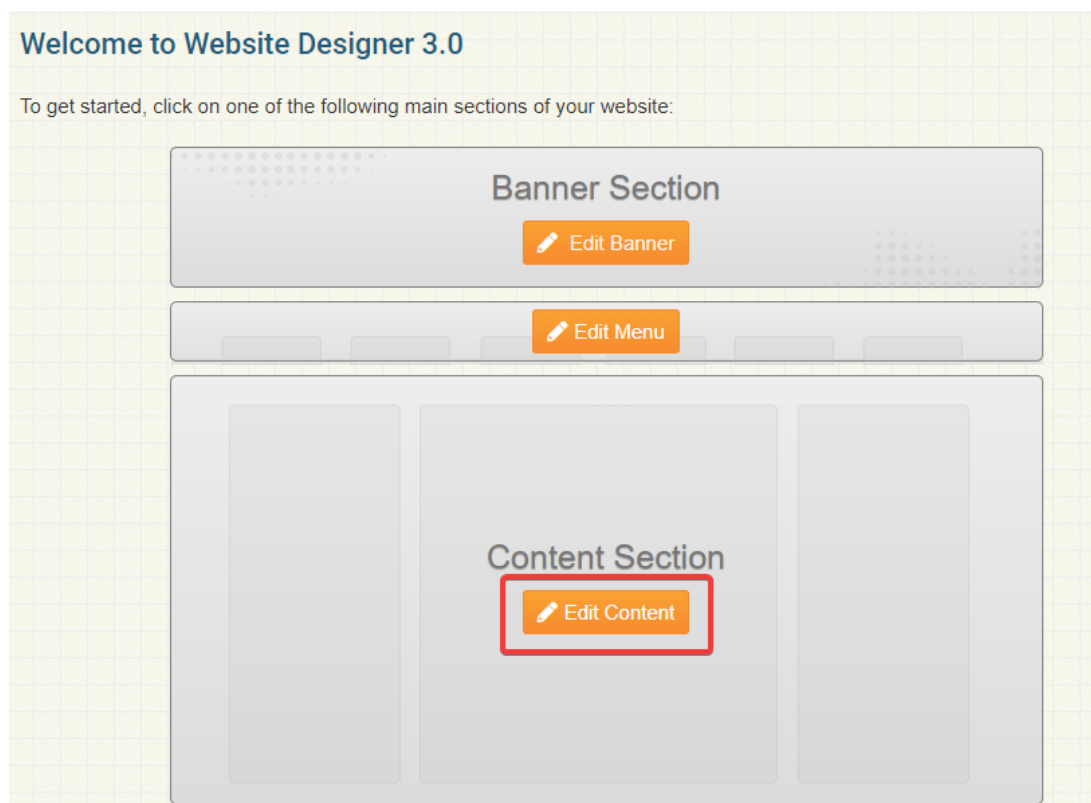 Welcome to Website Designer 3.0
To get started, click on one of the following main sections of your website:
Banner Section
Edit Banner
Edit Menu
Content Section
Edit Content